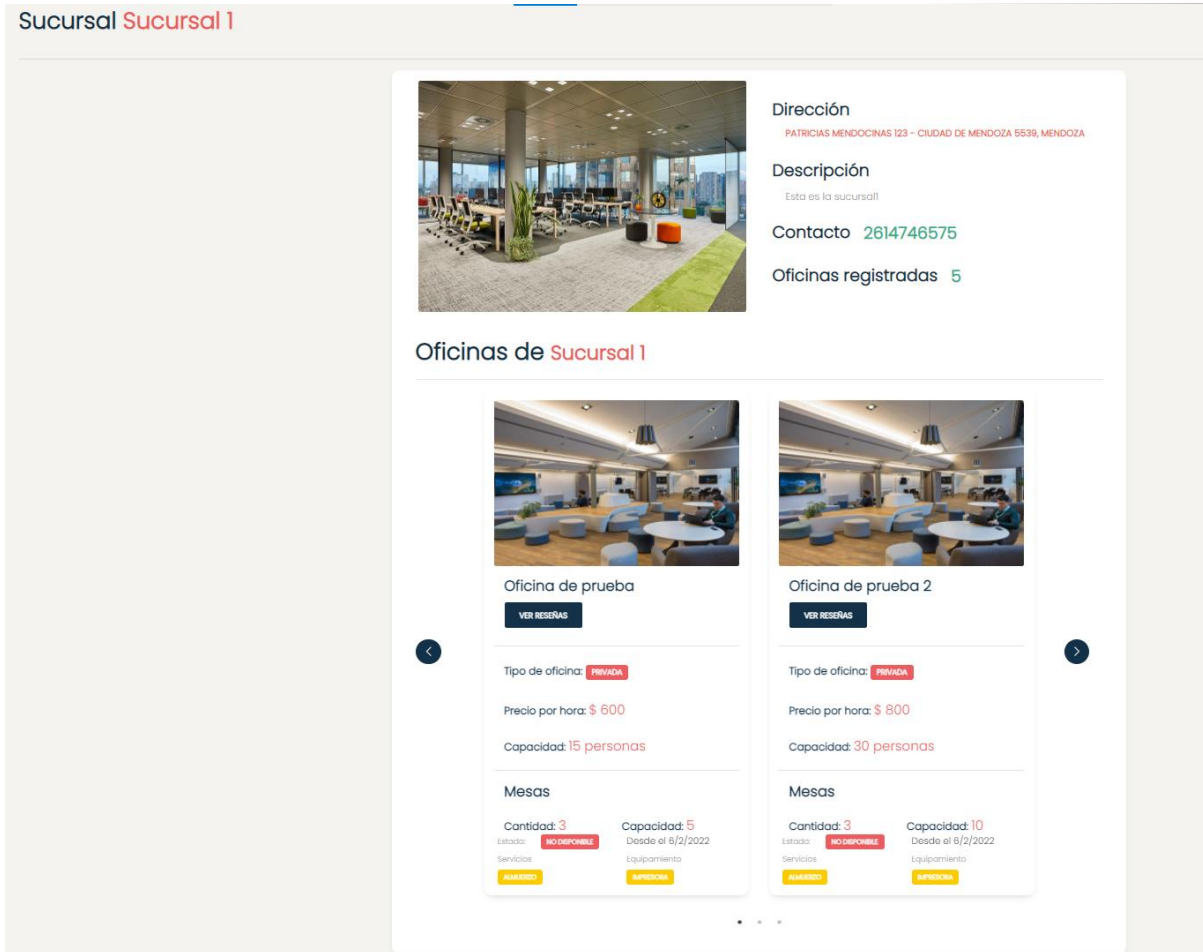 Sucursal Sucursal 1
Dirección
PATRICIAS MENDOCINAS 123 - CIUDAD DE MENDOZA 5539, MENDOZA
Descripción
Esta es la sucursal1
Contacto 2614746575
Oficinas registradas 5
Oficinas de Sucursal 1
Oficina de prueba
VER RESEÑAS
Tipo de oficina: PRIVADA
Precio por hora: $ 600
Capacidad: 15 personas
Mesas
Cantidad: 3 Capacidad: 5
Estado: NO DISPONIBLE Desde el 6/2/2022
Servicios Equipamiento
ALMUERZO IMPRESORA
Oficina de prueba 2
VER RESEÑAS
Tipo de oficina: PRIVADA
Precio por hora: $ 800
Capacidad: 30 personas
Mesas
Cantidad: 3 Capacidad: 10
Estado: NO DISPONIBLE Desde el 6/2/2022
Servicios Equipamiento
ALMUERZO IMPRESORA